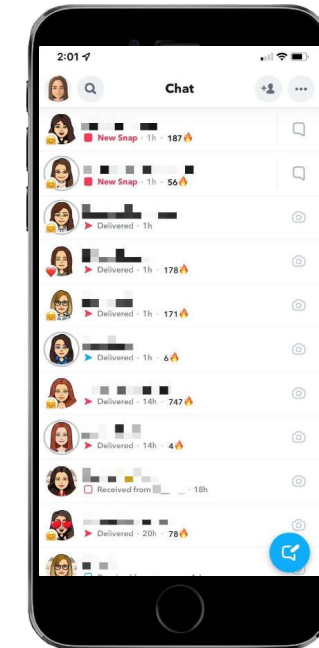 2:01
Chat
New Snap · 1h · 187🔥
New Snap · 1h · 56🔥
Delivered · 1h
Delivered · 1h · 178🔥
Delivered · 1h · 171🔥
Delivered · 1h · 6🔥
Delivered · 14h · 747🔥
Delivered · 14h · 4🔥
Received from · 18h
Delivered · 20h · 78🔥